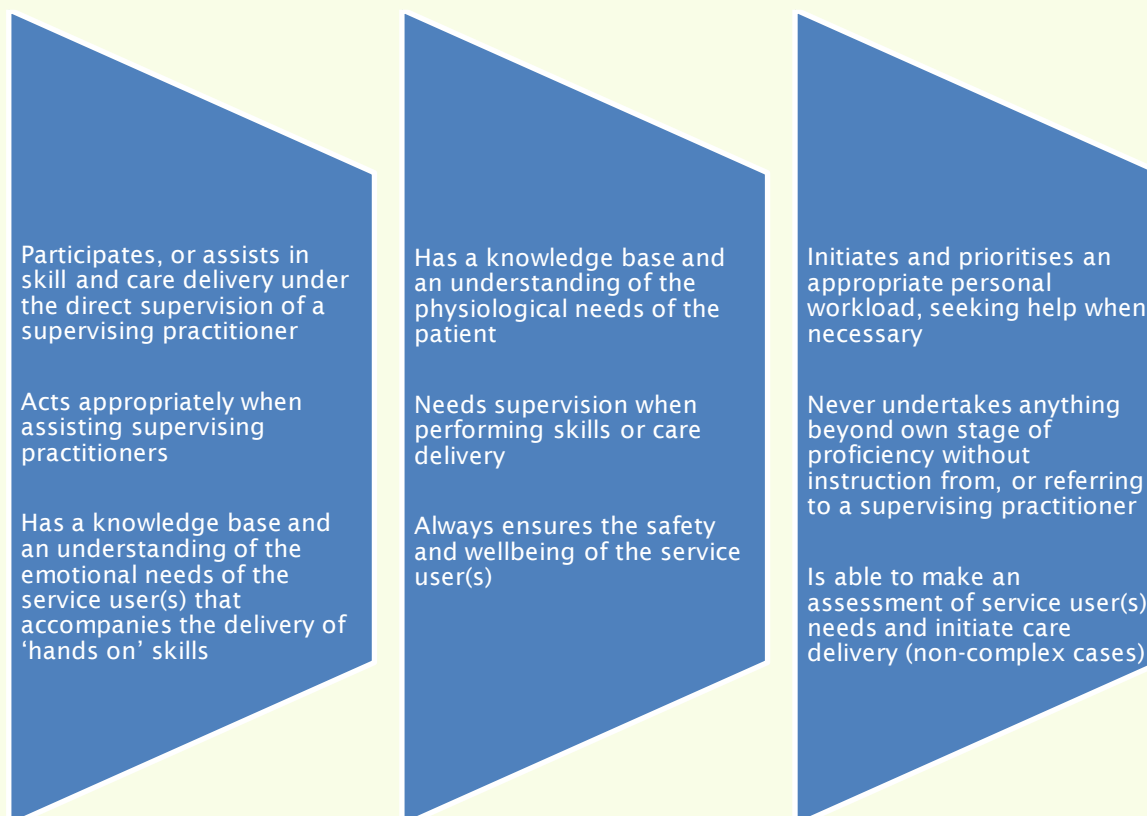 Participates, or assists in
skill and care delivery under
the direct supervision of a
supervising practitioner
Acts appropriately when
assisting supervising
practitioners
Has a knowledge base and
an understanding of the
emotional needs of the
service user(s) that
accompanies the delivery of
‘hands on’ skills
Has a knowledge base and
an understanding of the
physiological needs of the
patient
Needs supervision when
performing skills or care
delivery
Always ensures the safety
and wellbeing of the service
user(s)
Initiates and prioritises an
appropriate personal
workload, seeking help when
necessary
Never undertakes anything
beyond own stage of
proficiency without
instruction from, or referring
to a supervising practitioner
Is able to make an
assessment of service user(s)
needs and initiate care
delivery (non-complex cases)